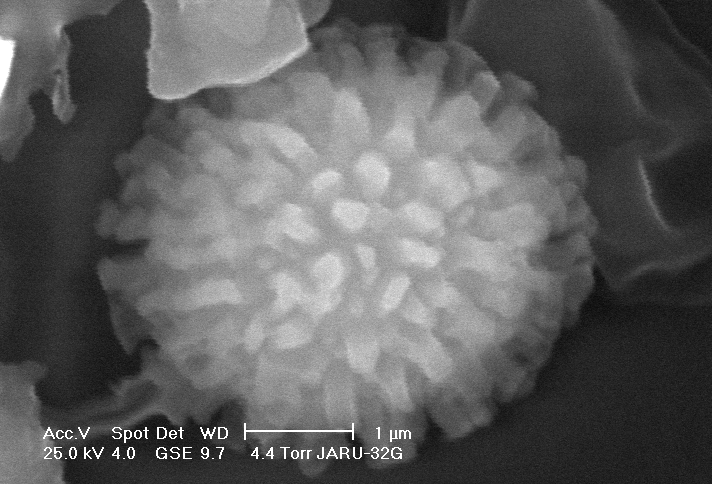 Acc.V Spot Det WD 1 µm
25.0 kV 4.0 GSE 9.7 4.4 Torr JARU-32G